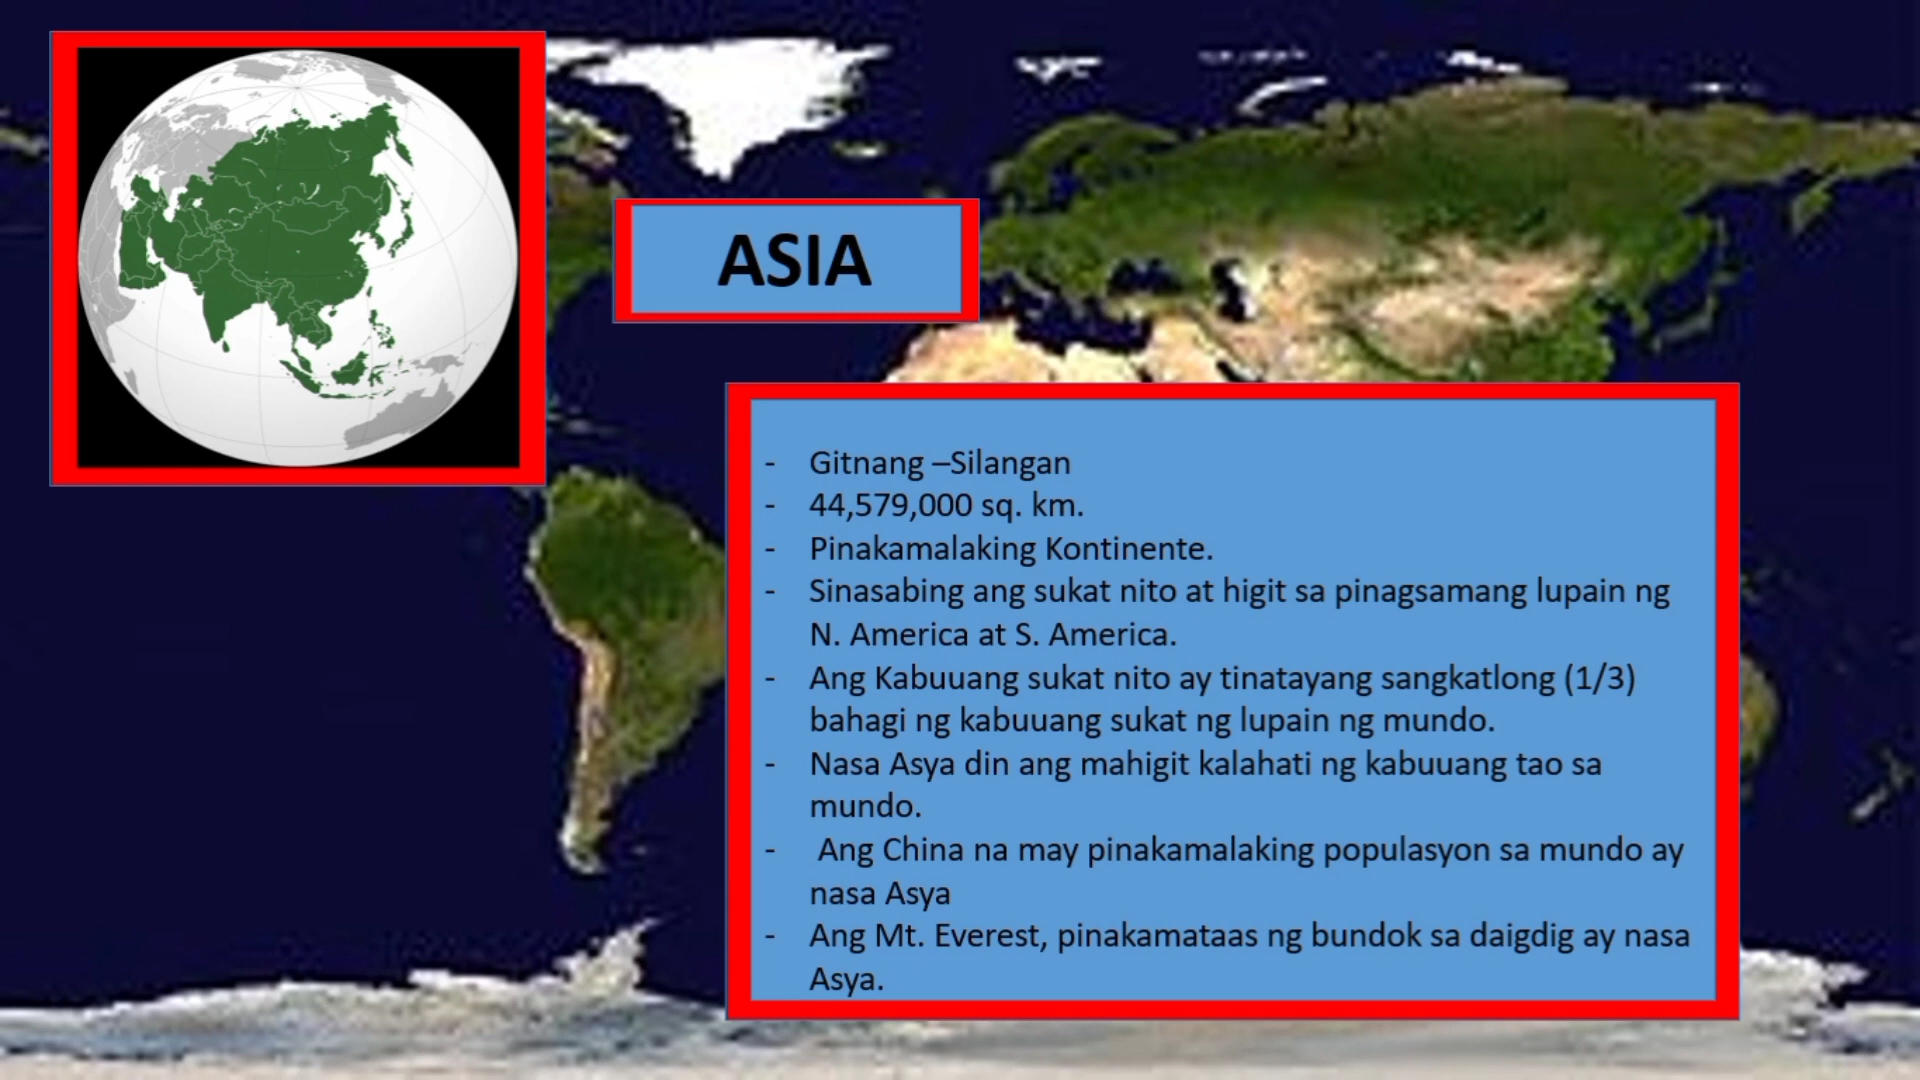 ASIA
- Gitnang –Silangan
- 44,579,000 sq. km.
- Pinakamalaking Kontinente.
- Sinasabing ang sukat nito at higit sa pinagsamang lupain ng
N. America at S. America.
- Ang Kabuuang sukat nito ay tinatayang sangkatlong (1/3)
bahagi ng kabuuang sukat ng lupain ng mundo.
- Nasa Asya din ang mahigit kalahati ng kabuuang tao sa
mundo.
- Ang China na may pinakamalaking populasyon sa mundo ay
nasa Asya
- Ang Mt. Everest, pinakamataas ng bundok sa daigdig ay nasa
Asya.